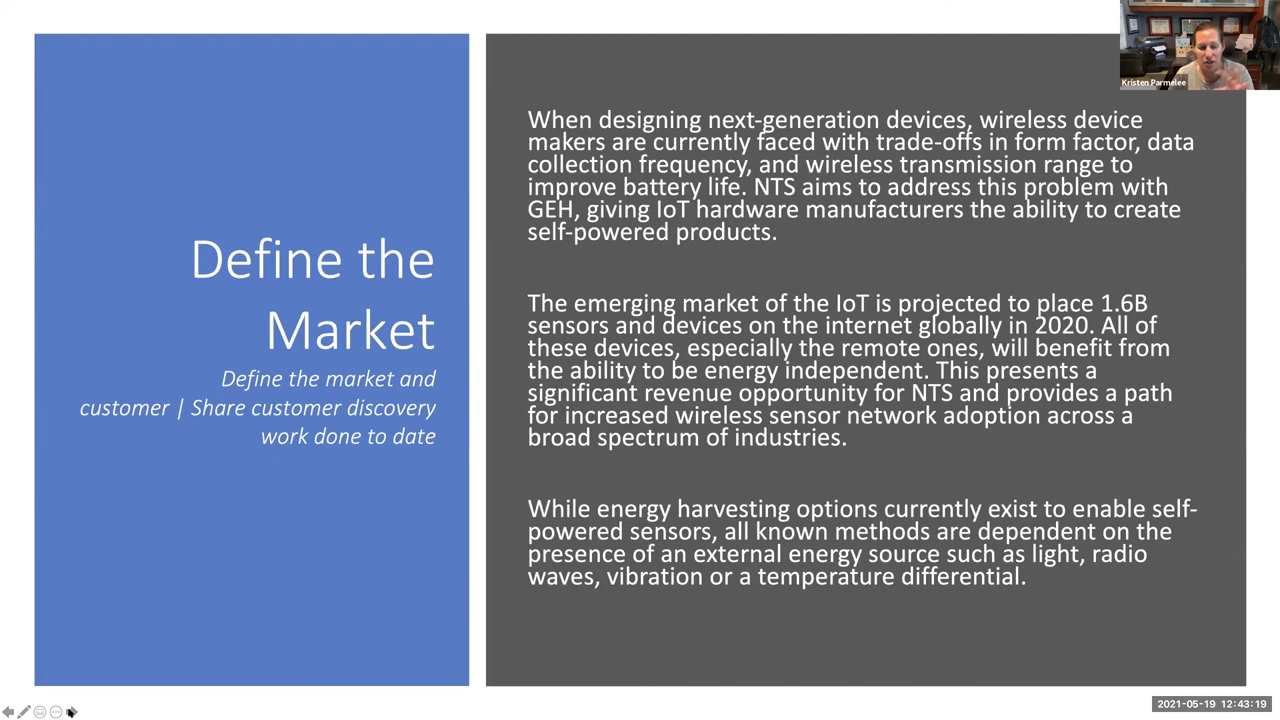 Define the
Market
Define the market and
customer | Share customer discovery
work done to date
When designing next-generation devices, wireless device
makers are currently faced with trade-offs in form factor, data
collection frequency, and wireless transmission range to
improve battery life. NTS aims to address this problem with
GEH, giving IoT hardware manufacturers the ability to create
self-powered products.
The emerging market of the IoT is projected to place 1.6B
sensors and devices on the internet globally in 2020. All of
these devices, especially the remote ones, will benefit from
the ability to be energy independent. This presents a
significant revenue opportunity for NTS and provides a path
for increased wireless sensor network adoption across a
broad spectrum of industries.
While energy harvesting options currently exist to enable self-
powered sensors, all known methods are dependent on the
presence of an external energy source such as light, radio
waves, vibration or a temperature differential.
Kristen Parmelee
2021-05-19 12:43:19